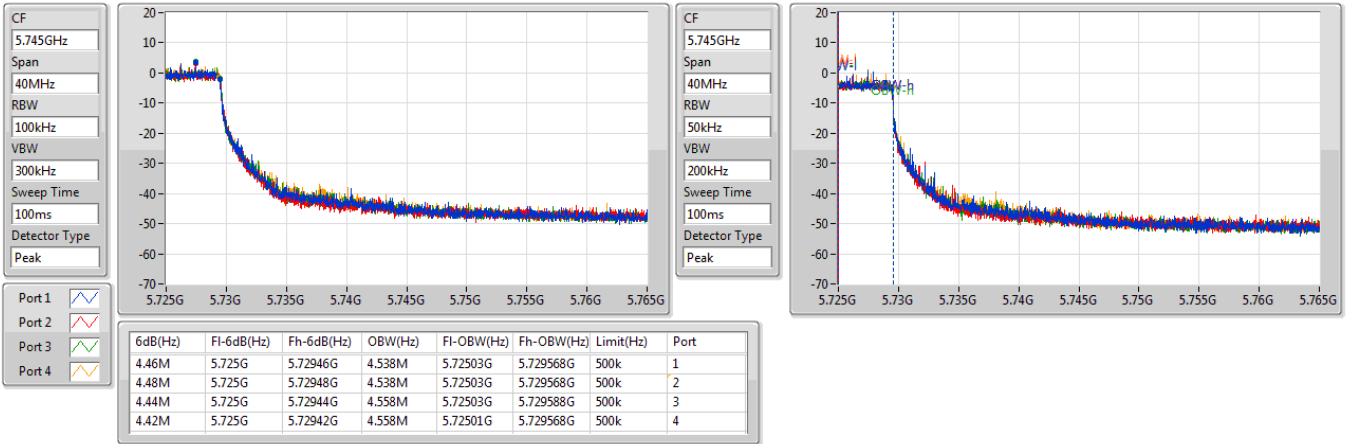 CF
5.745GHz
Span
40MHz
RBW
100kHz
VBW
300kHz
Sweep Time
100ms
Detector Type
Peak
20
10
0
-10
-20
-30
-40
-50
-60
-70
5.725G 5.73G 5.735G 5.74G 5.745G 5.75G 5.755G 5.76G 5.765G
CF
5.745GHz
Span
40MHz
RBW
50kHz
VBW
200kHz
Sweep Time
100ms
Detector Type
Peak
20
10
0
-10
-20
-30
-40
-50
-60
-70
5.725G 5.73G 5.735G 5.74G 5.745G 5.75G 5.755G 5.76G 5.765G
Port 1
Port 2
Port 3
Port 4
6dB(Hz) Fl-6dB(Hz) Fh-6dB(Hz) OBW(Hz) Fl-OBW(Hz) Fh-OBW(Hz) Limit(Hz) Port
4.46M 5.725G 5.72946G 4.538M 5.72503G 5.729568G 500k 1
4.48M 5.725G 5.72948G 4.538M 5.72503G 5.729568G 500k 2
4.44M 5.725G 5.72944G 4.558M 5.72503G 5.729588G 500k 3
4.42M 5.725G 5.72942G 4.558M 5.72501G 5.729568G 500k 4